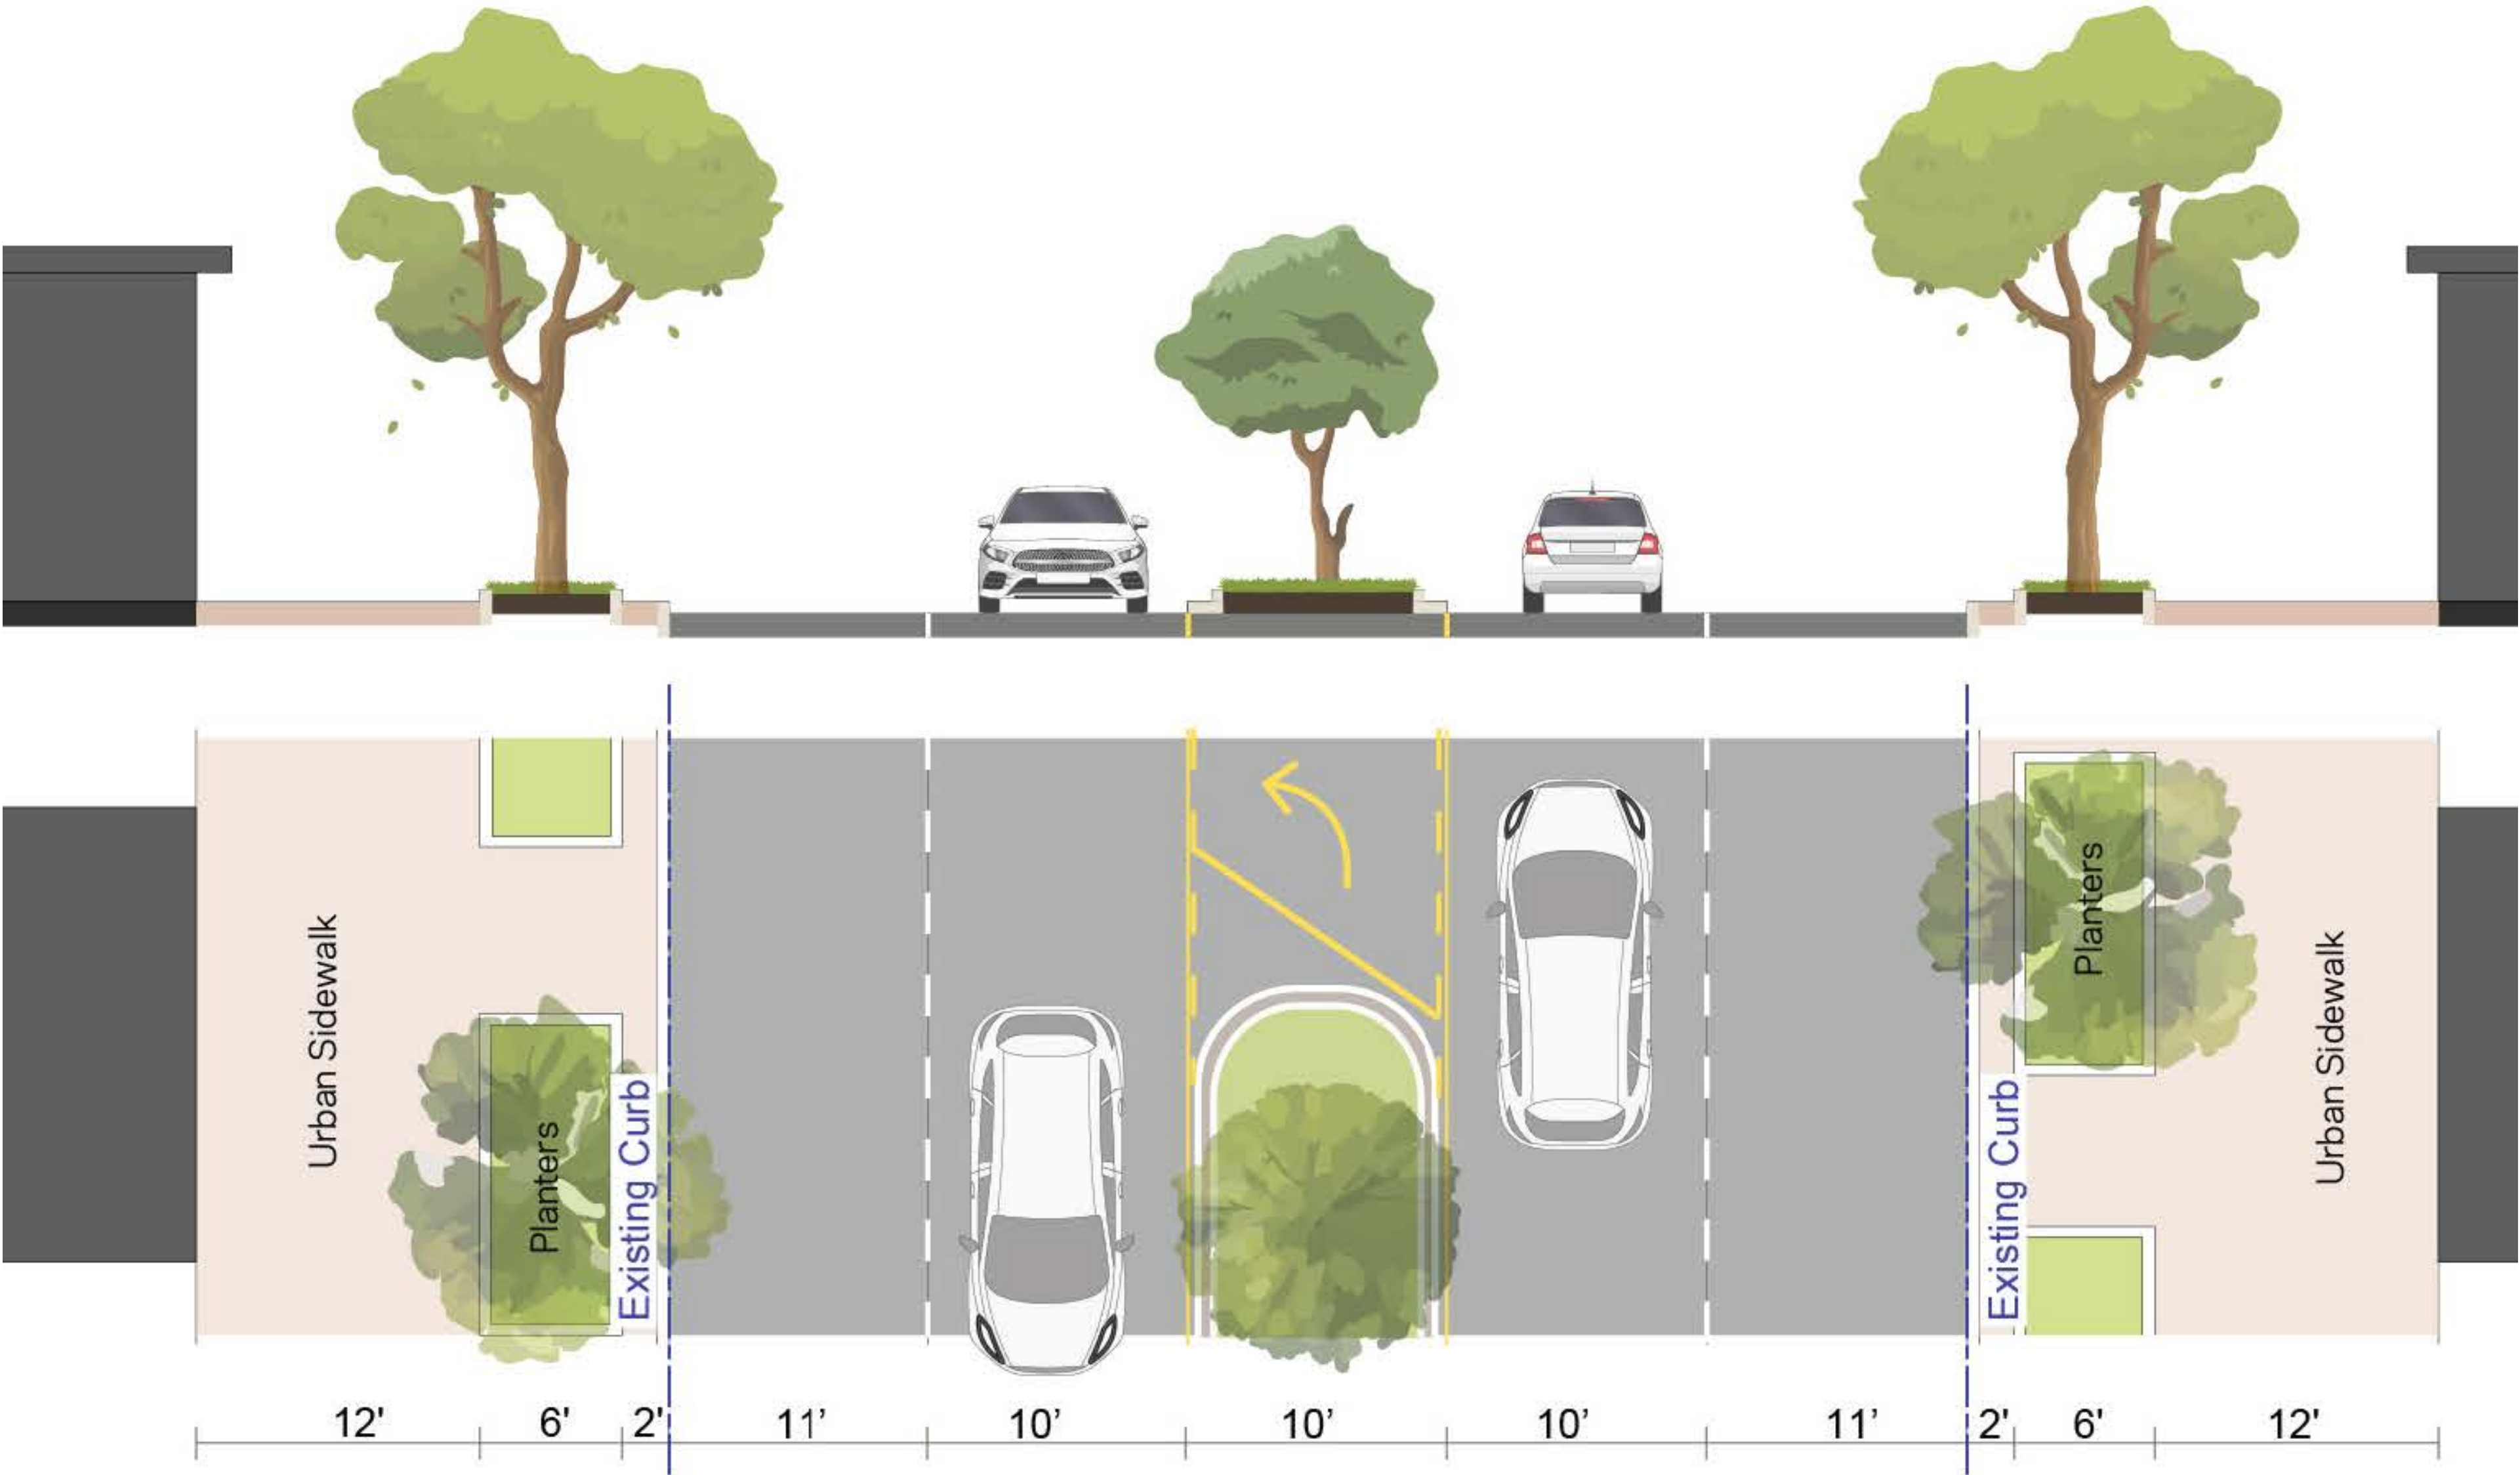 Urban Sidewalk
Planters
Existing Curb
Existing Curb
Planters
Urban Sidewalk
12' 6' 2' 11’ 10’ 10’ 10’ 11’ 2' 6' 12'